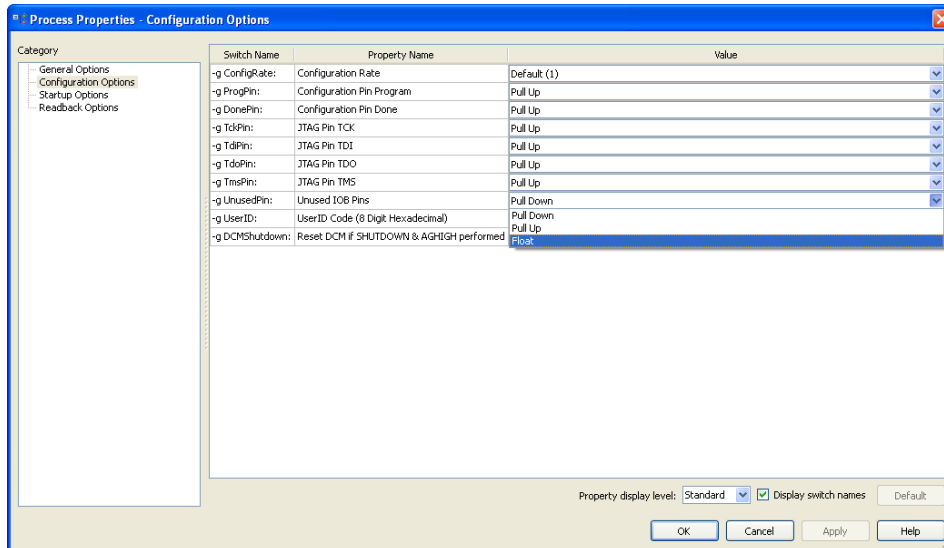 Process Properties - Configuration Options
Category
General Options
Configuration Options
Startup Options
Readback Options
Switch Name Property Name Value
-g ConfigRate: Configuration Rate Default (1)
-g ProgPin: Configuration Pin Program Pull Up
-g DonePin: Configuration Pin Done Pull Up
-g TckPin: JTAG Pin TCK Pull Up
-g TdiPin: JTAG Pin TDI Pull Up
-g TdoPin: JTAG Pin TDO Pull Up
-g TmsPin: JTAG Pin TMS Pull Up
-g UnusedPin: Unused IOB Pins Pull Down
-g UserID: UserID Code (8 Digit Hexadecimal) Pull Down
Pull Up
-g DCMShutdown: Reset DCM if SHUTDOWN & AGHIGH performed Float
Property display level: Standard Display switch names Default
OK Cancel Apply Help